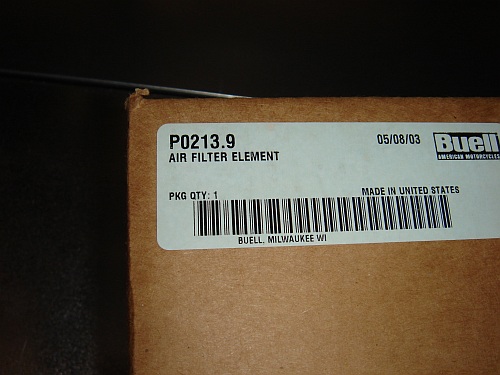 P0213.9
05/08/03
Buell
AIR FILTER ELEMENT
AMERICAN MOTORCYCLES
PKG QTY: 1
MADE IN UNITED STATES
BUELL, MILWAUKEE WI